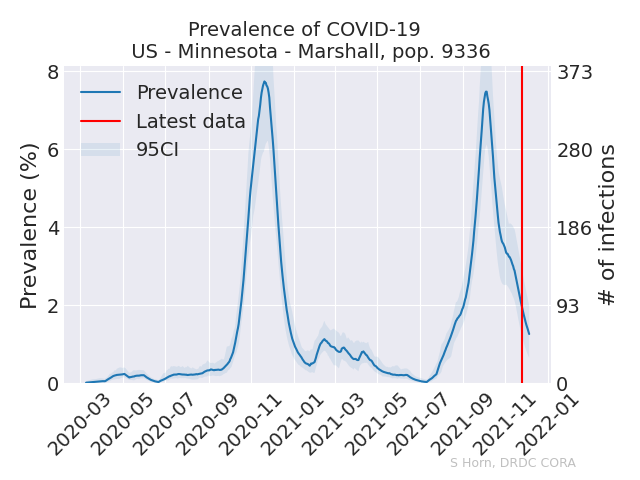 Prevalence of COVID-19
US - Minnesota - Marshall, pop. 9336
Prevalence (%)
8
6
4
2
0
Prevalence
Latest data
95CI
373
280
186
93
0
# of infections
2020-03
2020-05
2020-07
2020-09
2020-11
2021-01
2021-03
2021-05
2021-07
2021-09
2021-11
2022-01
S Horn, DRDC CORA